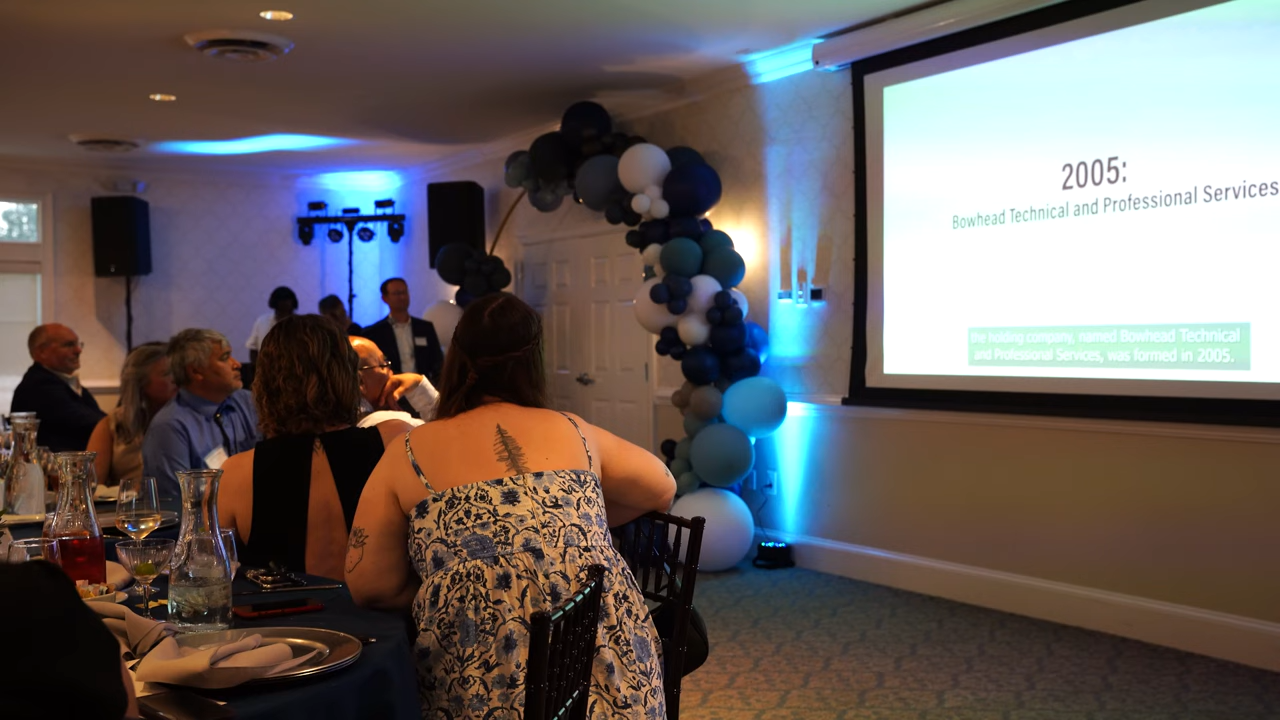 2005:
Bowhead Technical and Professional Services
the holding company, named Bowhead Technical
and Professional Services, was formed in 2005.